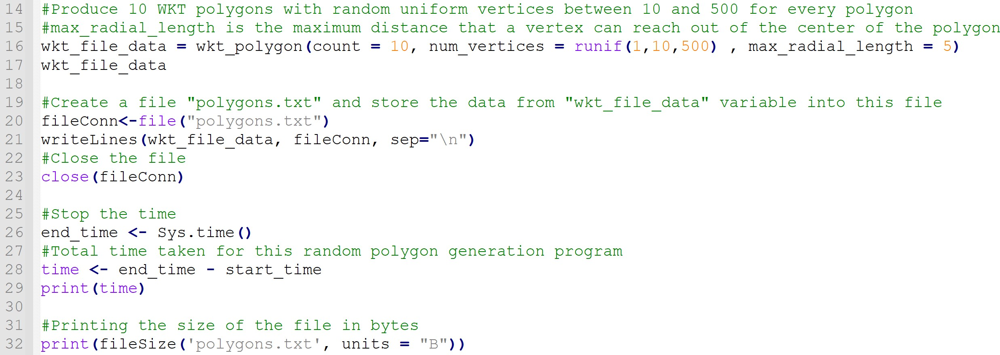 14 #Produce 10 WKT polygons with random uniform vertices between 10 and 500 for every polygon
15 #max_radial_length is the maximum distance that a vertex can reach out of the center of the polygon
16 wkt_file_data = wkt_polygon(count = 10, num_vertices = runif(1,10,500) , max_radial_length = 5)
17 wkt_file_data
18
19 #Create a file "polygons.txt" and store the data from "wkt_file_data" variable into this file
20 fileConn<-file("polygons.txt")
21 writeLines(wkt_file_data, fileConn, sep="\n")
22 #Close the file
23 close(fileConn)
24
25 #Stop the time
26 end_time <- Sys.time()
27 #Total time taken for this random polygon generation program
28 time <- end_time - start_time
29 print(time)
30
31 #Printing the size of the file in bytes
32 print(fileSize('polygons.txt', units = "B"))